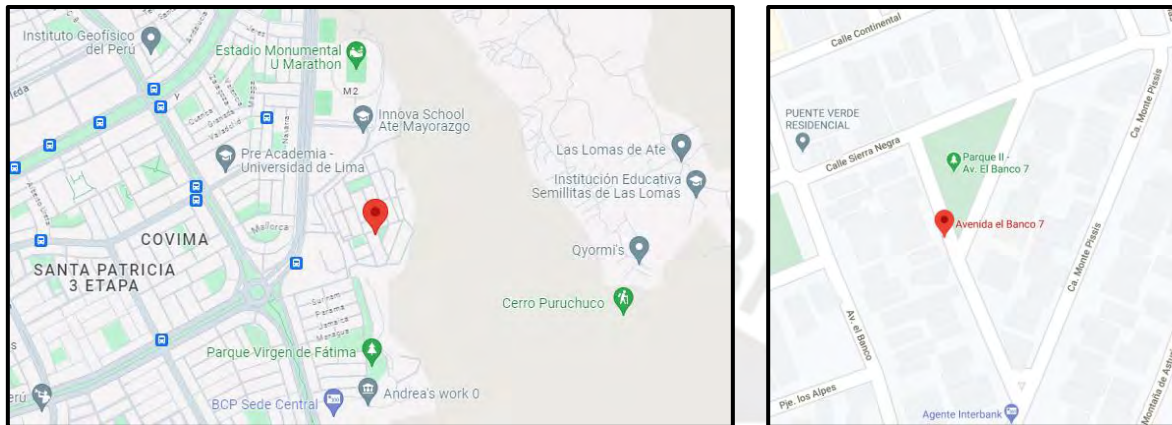 Instituto Geofísico
del Perú
Estadio Monumental
U Marathon
M2
Innova School
Ate Mayorazgo
Pre Academia -
Universidad de Lima
Las Lomas de Ate
Institución Educativa
Semillitas de Las Lomas
Mallorca
COVIMA
SANTA PATRICIA
3 ETAPA
Qyormi's
Cerro Puruchuco
Surinam
Panama
Jamaica
Managua
Parque Virgen de Fátima
Andrea's work 0
BCP Sede Central
Calle Continental
PUENTE VERDE
RESIDENCIAL
Calle Sierra Negra
Parque II -
Av. El Banco 7
Avenida el Banco 7
Ca. Monte Pissis
Ca. Monte Pissis
Av. el Banco
Pje. los Alpes
Agente Interbank